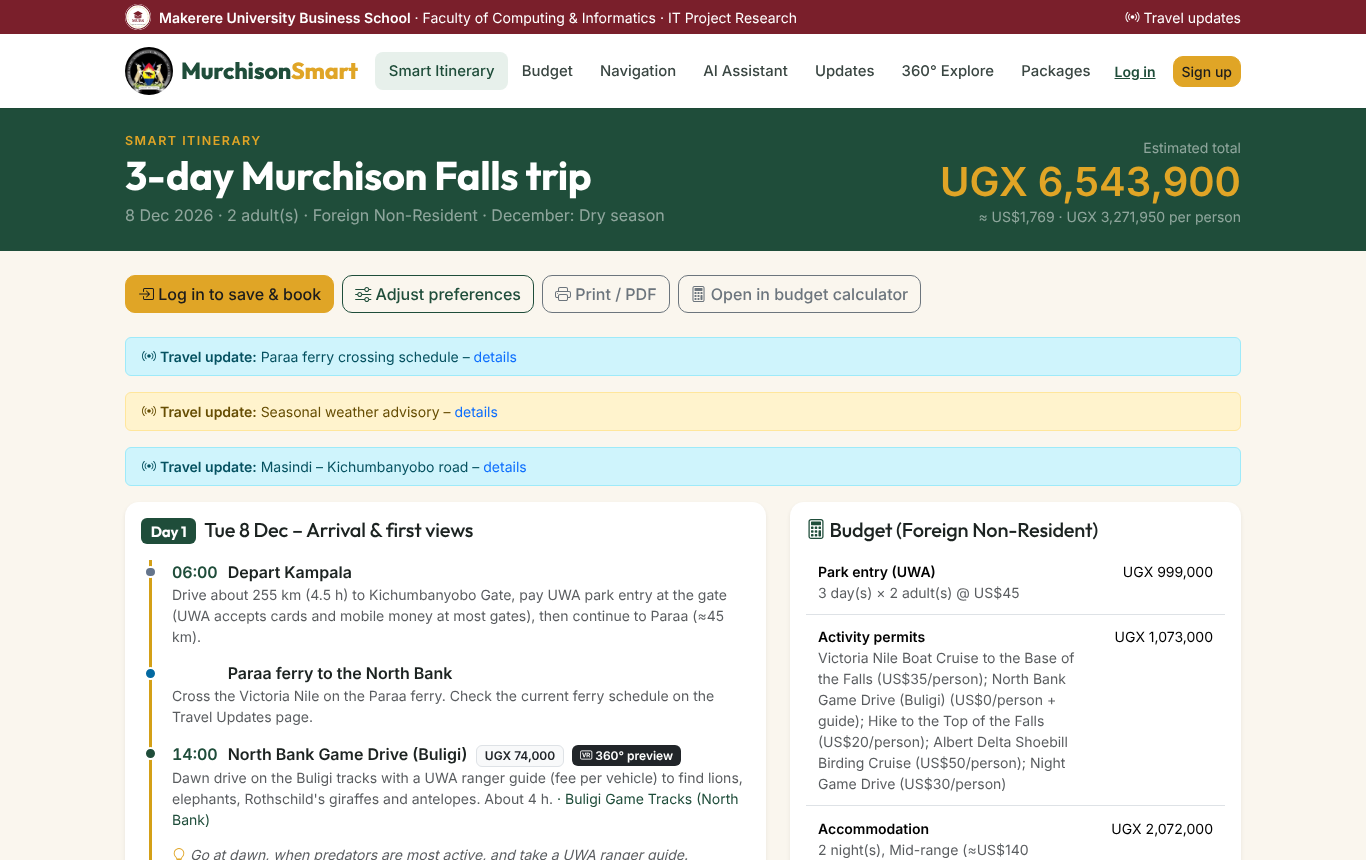 Makerere University Business School · Faculty of Computing & Informatics · IT Project Research
Travel updates
MurchisonSmart
Smart Itinerary
Budget
Navigation
AI Assistant
Updates
360° Explore
Packages
Log in
Sign up
SMART ITINERARY
3-day Murchison Falls trip
8 Dec 2026 · 2 adult(s) · Foreign Non-Resident · December: Dry season
Estimated total
UGX 6,543,900
≈ US$1,769 · UGX 3,271,950 per person
Log in to save & book
Adjust preferences
Print / PDF
Open in budget calculator
Travel update: Paraa ferry crossing schedule – details
Travel update: Seasonal weather advisory – details
Travel update: Masindi – Kichumbanyobo road – details
Day 1 Tue 8 Dec – Arrival & first views
06:00 Depart Kampala
Drive about 255 km (4.5 h) to Kichumbanyobo Gate, pay UWA park entry at the gate
(UWA accepts cards and mobile money at most gates), then continue to Paraa (≈45
km).
Paraa ferry to the North Bank
Cross the Victoria Nile on the Paraa ferry. Check the current ferry schedule on the
Travel Updates page.
14:00 North Bank Game Drive (Buligi) UGX 74,000 360° preview
Dawn drive on the Buligi tracks with a UWA ranger guide (fee per vehicle) to find lions,
elephants, Rothschild's giraffes and antelopes. About 4 h. · Buligi Game Tracks (North
Bank)
Go at dawn, when predators are most active, and take a UWA ranger guide.
Budget (Foreign Non-Resident)
Park entry (UWA) UGX 999,000
3 day(s) × 2 adult(s) @ US$45
Activity permits UGX 1,073,000
Victoria Nile Boat Cruise to the Base of
the Falls (US$35/person); North Bank
Game Drive (Buligi) (US$0/person +
guide); Hike to the Top of the Falls
(US$20/person); Albert Delta Shoebill
Birding Cruise (US$50/person); Night
Game Drive (US$30/person)
Accommodation UGX 2,072,000
2 night(s), Mid-range (≈US$140